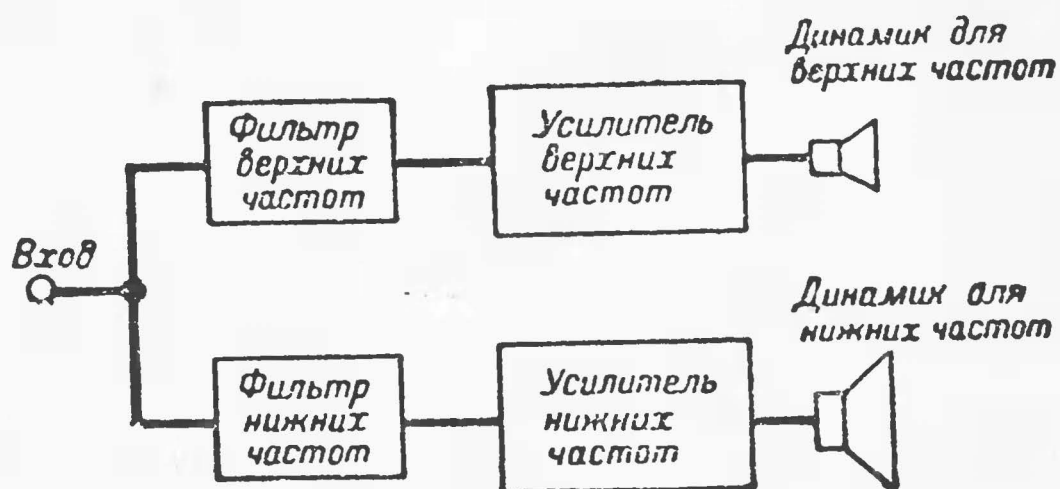 Динамик для
верхних частот
Фильтр
верхних
частот
Усилитель
верхних
частот
Вход
Динамик для
нижних частот
Фильтр
нижних
частот
Усилитель
нижних
частот